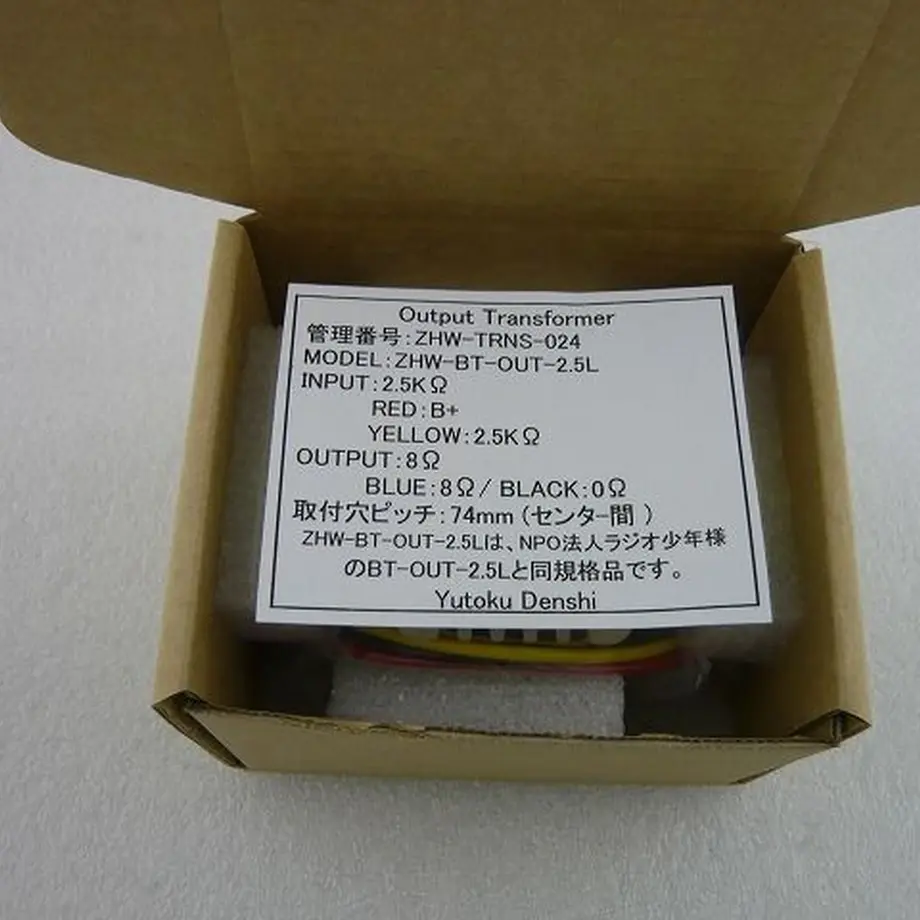 Output Transformer
管理番号:ZHW-TRNS-024
MODEL:ZHW-BT-OUT-2.5L
INPUT:2.5KΩ
RED:B+
YELLOW:2.5KΩ
OUTPUT:8Ω
BLUE:8Ω/ BLACK:0Ω
取付穴ピッチ:74mm(センター間)
ZHW-BT-OUT-2.5Lは、NPO法人ラジオ少年様
のBT-OUT-2.5Lと同規格品です。
Yutoku Denshi